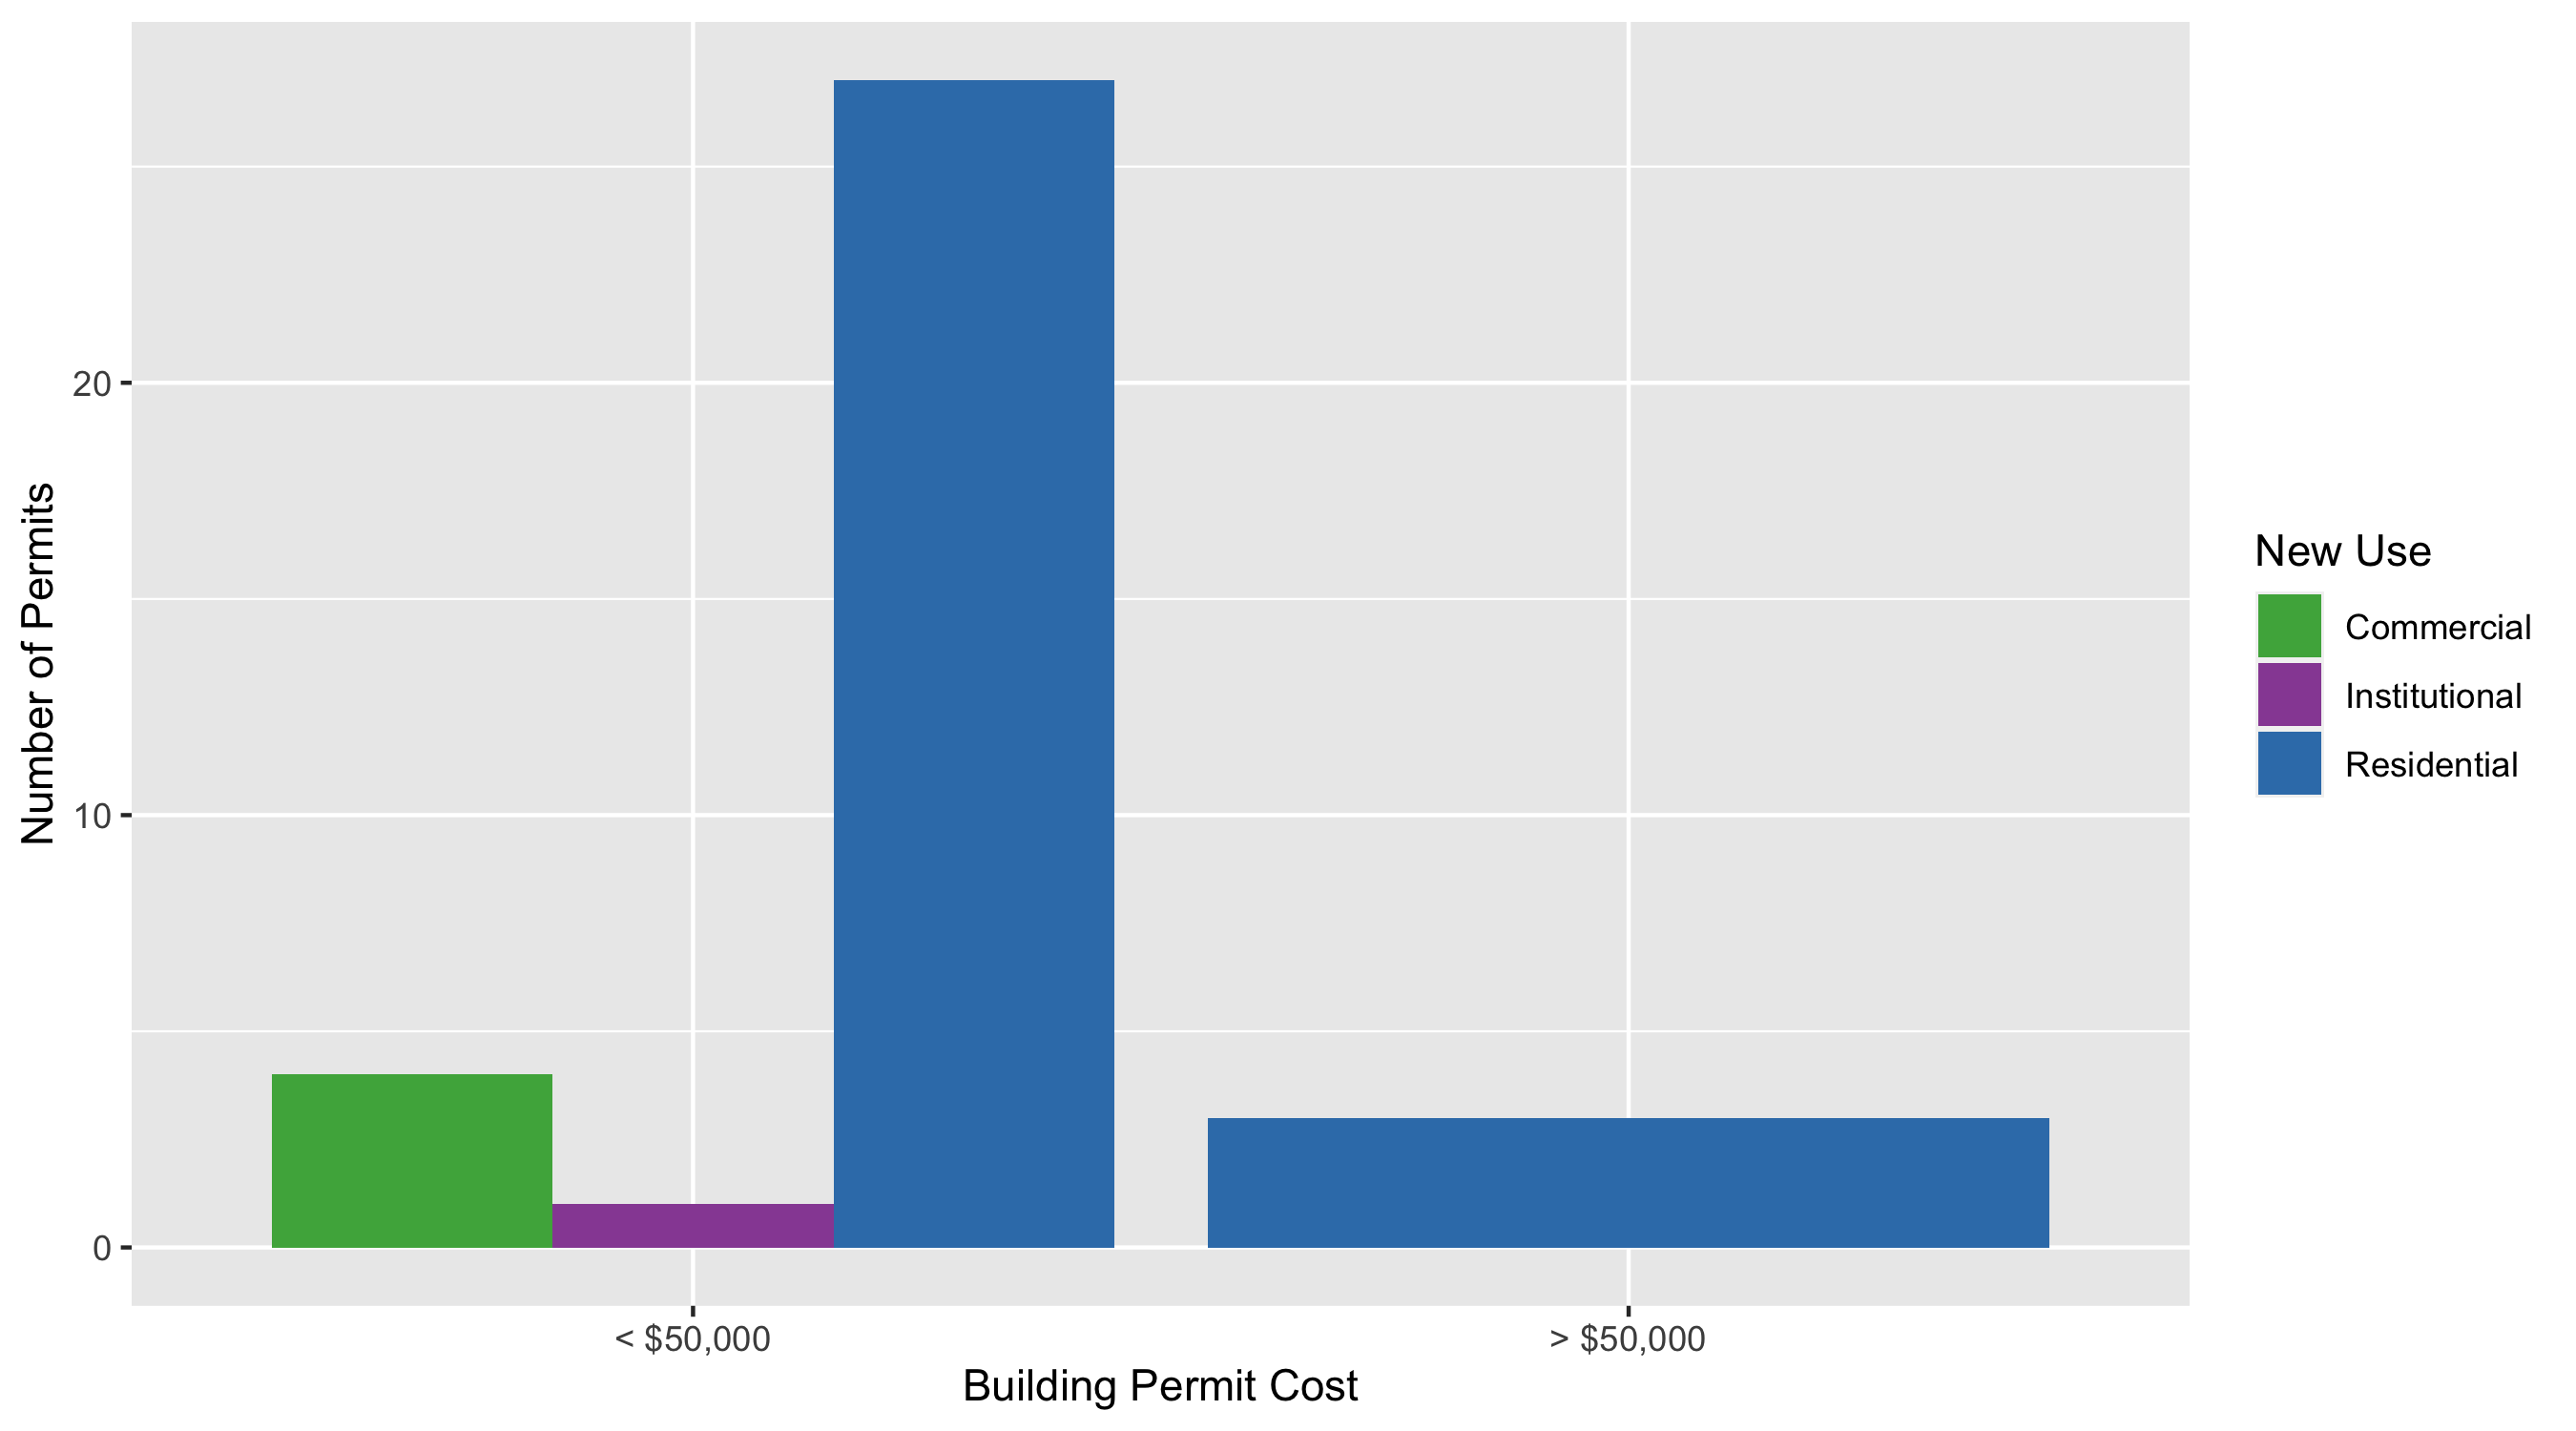 Number of Permits
20
10
0
< $50,000
> $50,000
Building Permit Cost
New Use
Commercial
Institutional
Residential